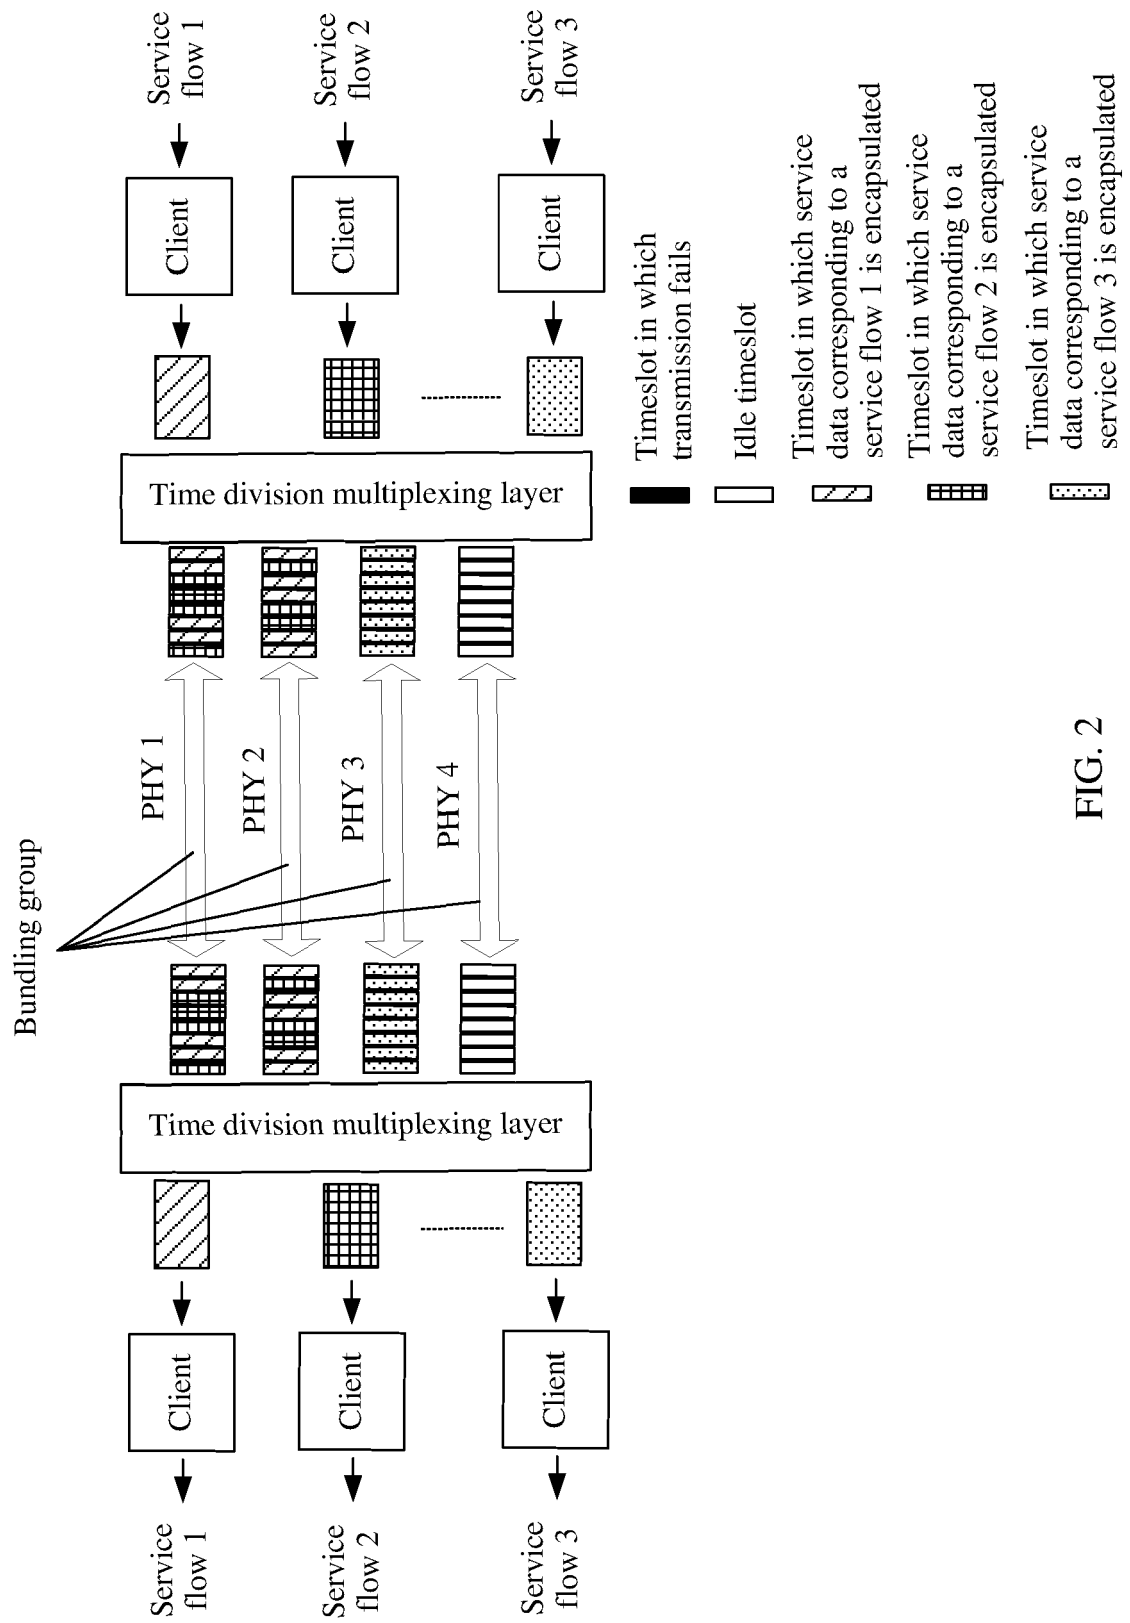 Bundling group
Service
flow 1
Client
Time division multiplexing layer
PHY 1
Time division multiplexing layer
Client
Service
flow 1
Service
flow 2
Client
PHY 2
Client
Service
flow 2
Service
flow 3
Client
PHY 3
PHY 4
Client
Service
flow 3
Timeslot in which
transmission fails
Idle timeslot
Timeslot in which service
data corresponding to a
service flow 1 is encapsulated
Timeslot in which service
data corresponding to a
service flow 2 is encapsulated
Timeslot in which service
data corresponding to a
service flow 3 is encapsulated
FIG. 2